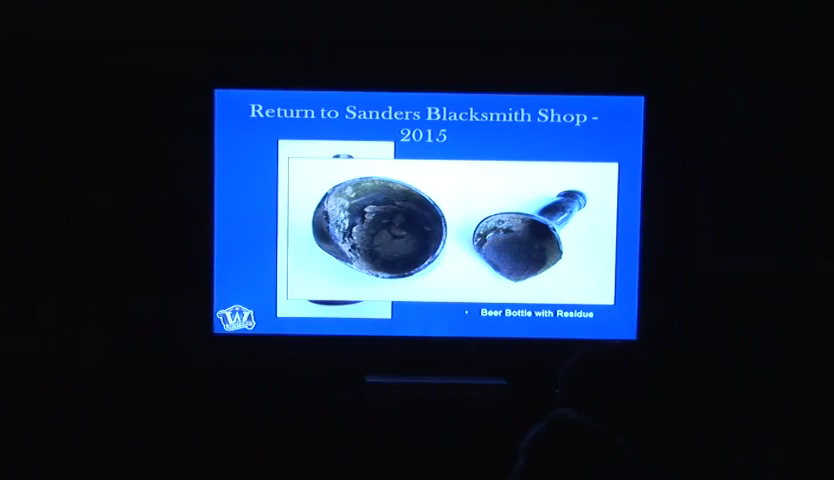 Return to Sanders Blacksmith Shop -
2015
W
• Beer Bottle with Residue